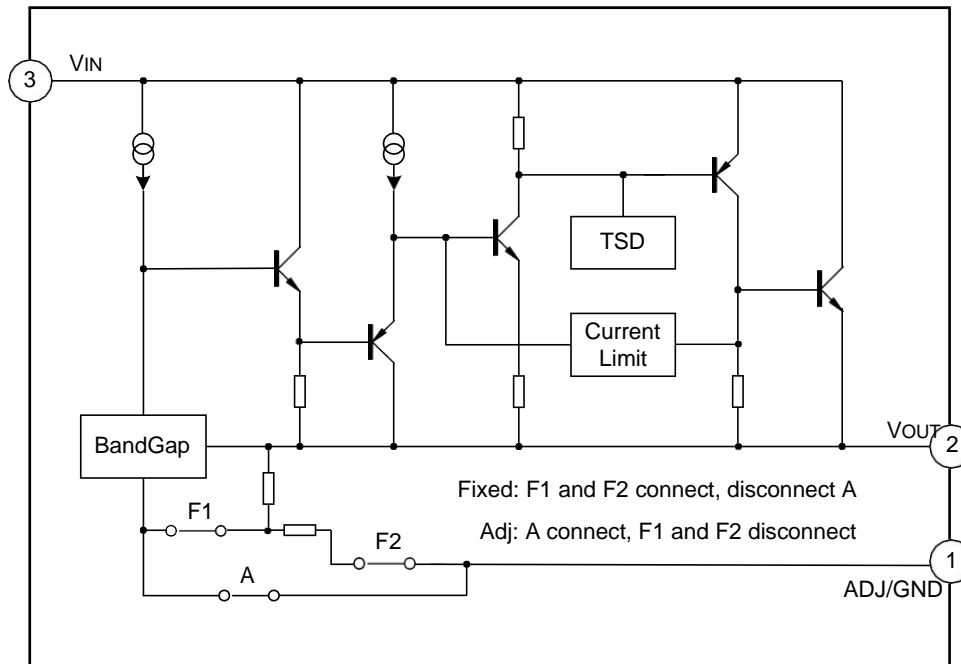 VIN
3
TSD
Current
Limit
BandGap
VOUT
2
Fixed: F1 and F2 connect, disconnect A
F1
Adj: A connect, F1 and F2 disconnect
F2
1
A
ADJ/GND